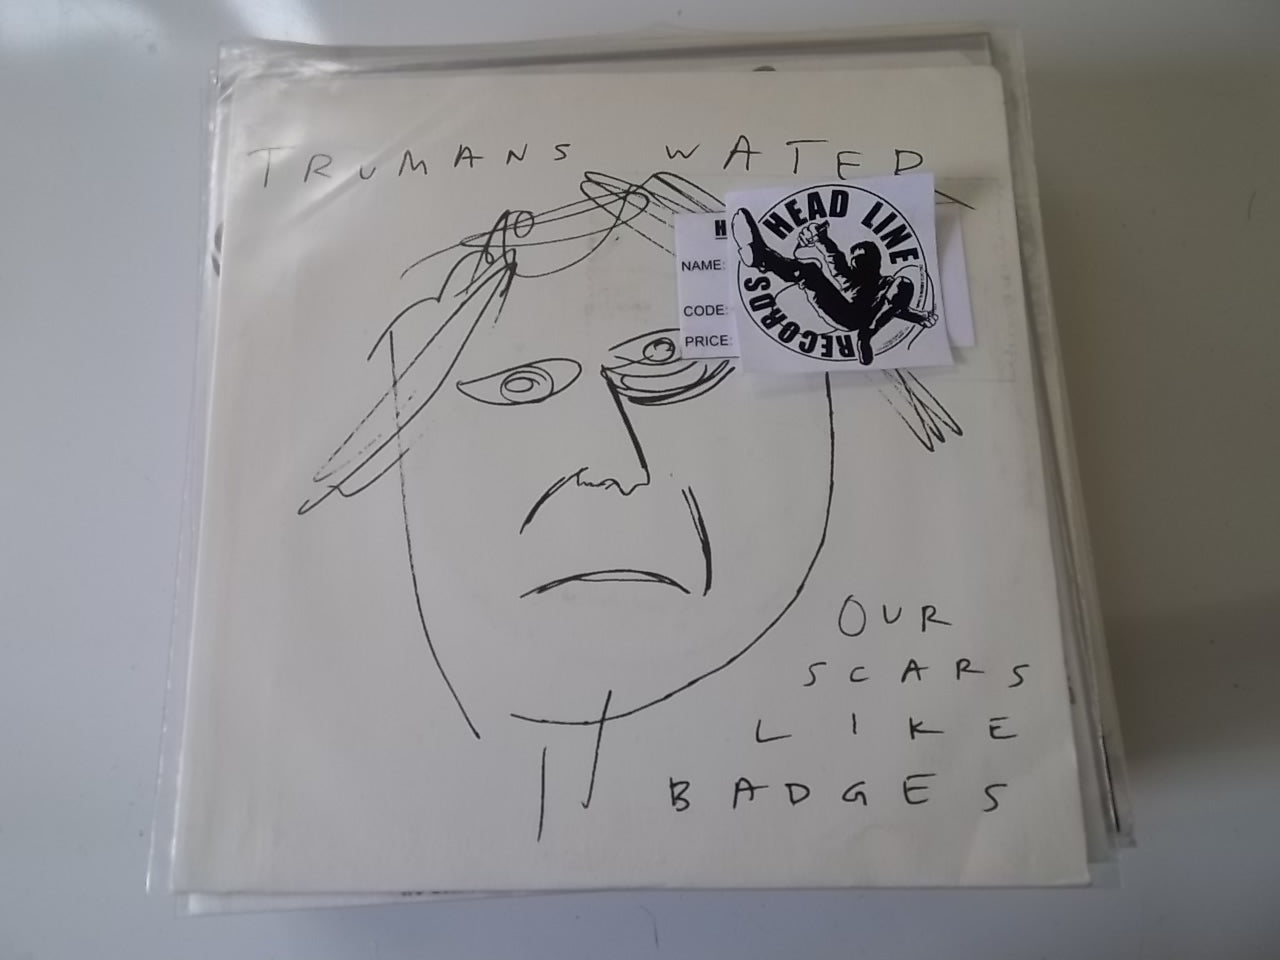 TRUMANS WATER
H
NAME:
CODE:
PRICE:
HEAD LINE
RECORDS
OUR
SCARS
LIKE
BADGES